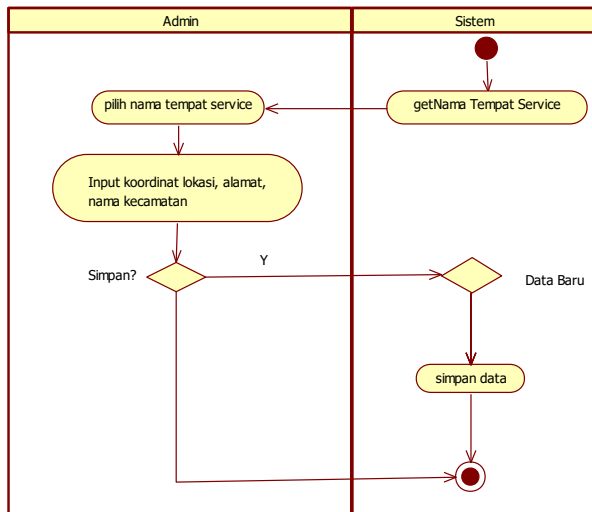 Admin
Sistem
pilih nama tempat service
getNama Tempat Service
Input koordinat lokasi, alamat,
nama kecamatan
Simpan?
Y
Data Baru
simpan data